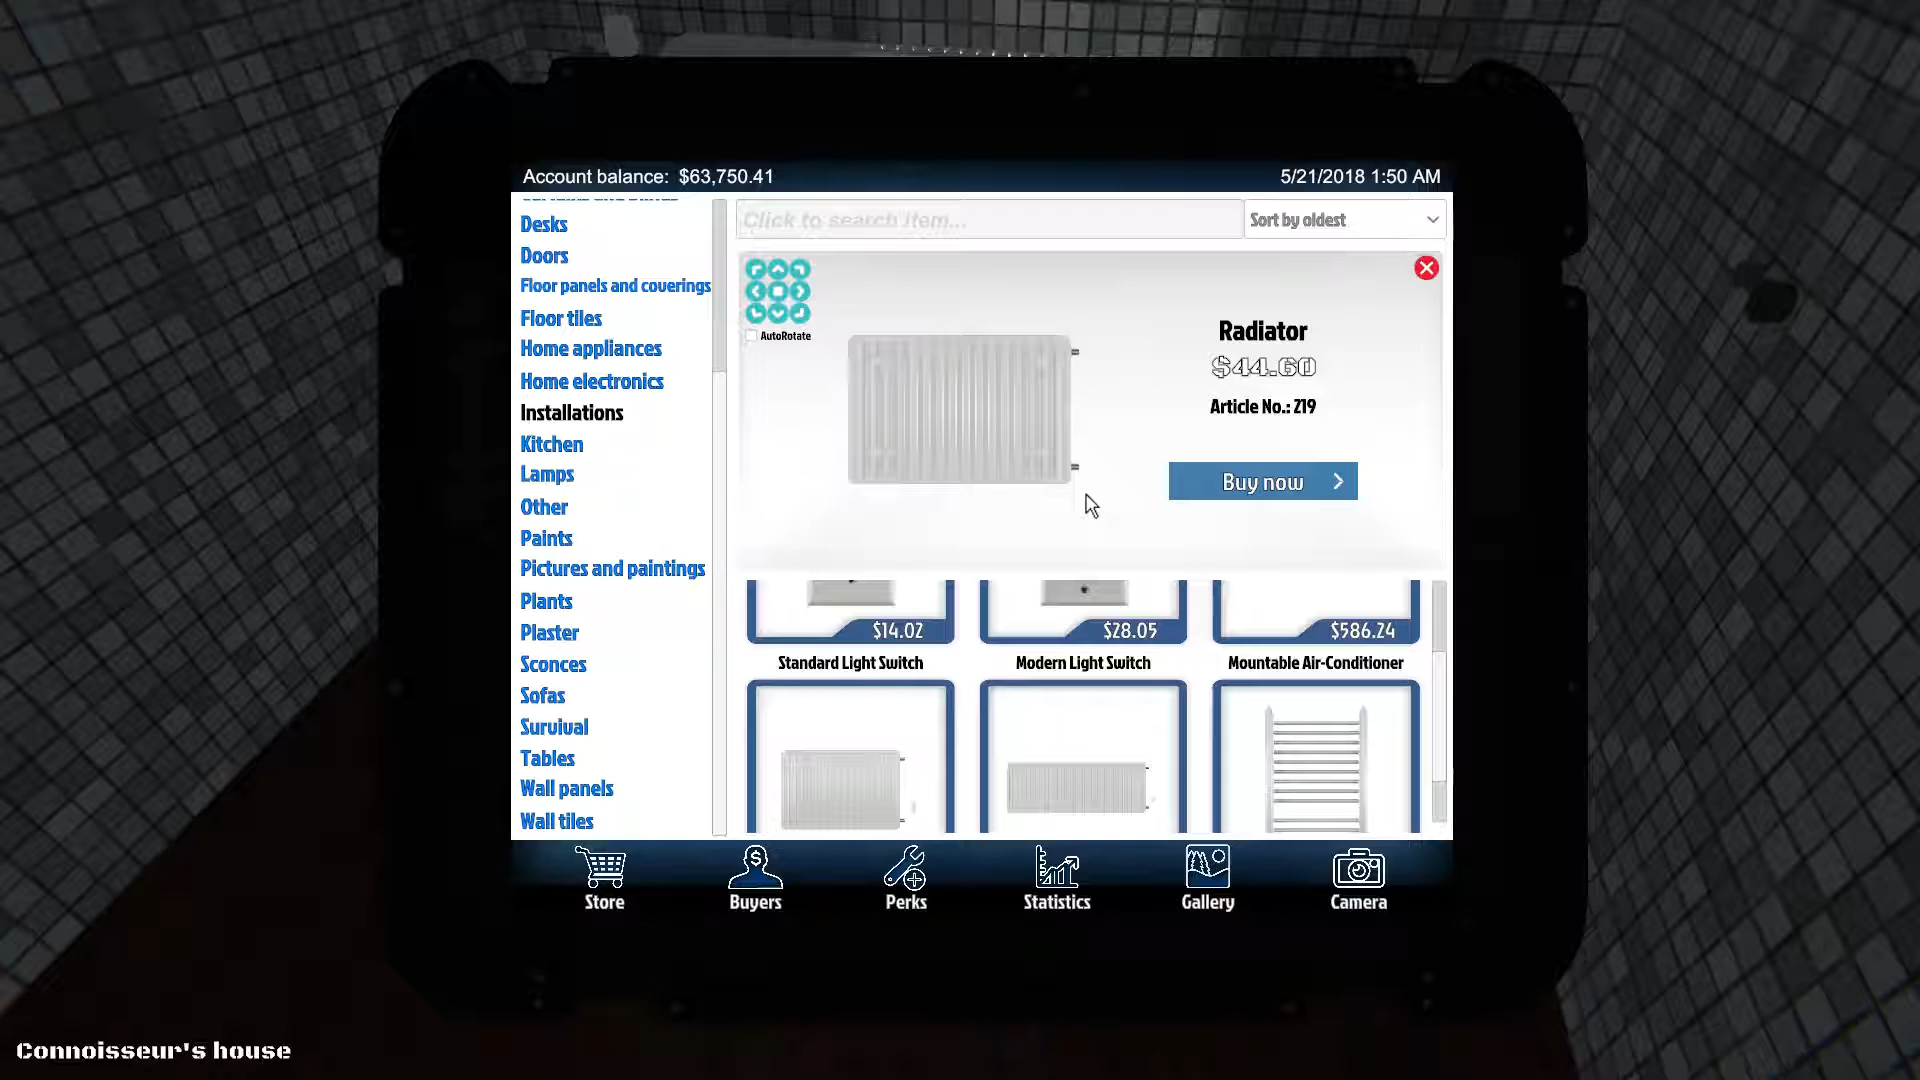 Account balance: $63,750.41
5/21/2018 1:50 AM
Click to search item...
Sort by oldest
Desks
Doors
Floor panels and coverings
Floor tiles
Home appliances
Home electronics
Installations
Kitchen
Lamps
Other
Paints
Pictures and paintings
Plants
Plaster
Sconces
Sofas
Survival
Tables
Wall panels
Wall tiles
AutoRotate
Radiator
$44.60
Article No.: 219
Buy now
$14.02
$28.05
$586.24
Standard Light Switch
Modern Light Switch
Mountable Air-Conditioner
Store
Buyers
Perks
Statistics
Gallery
Camera
Connoisseur's house